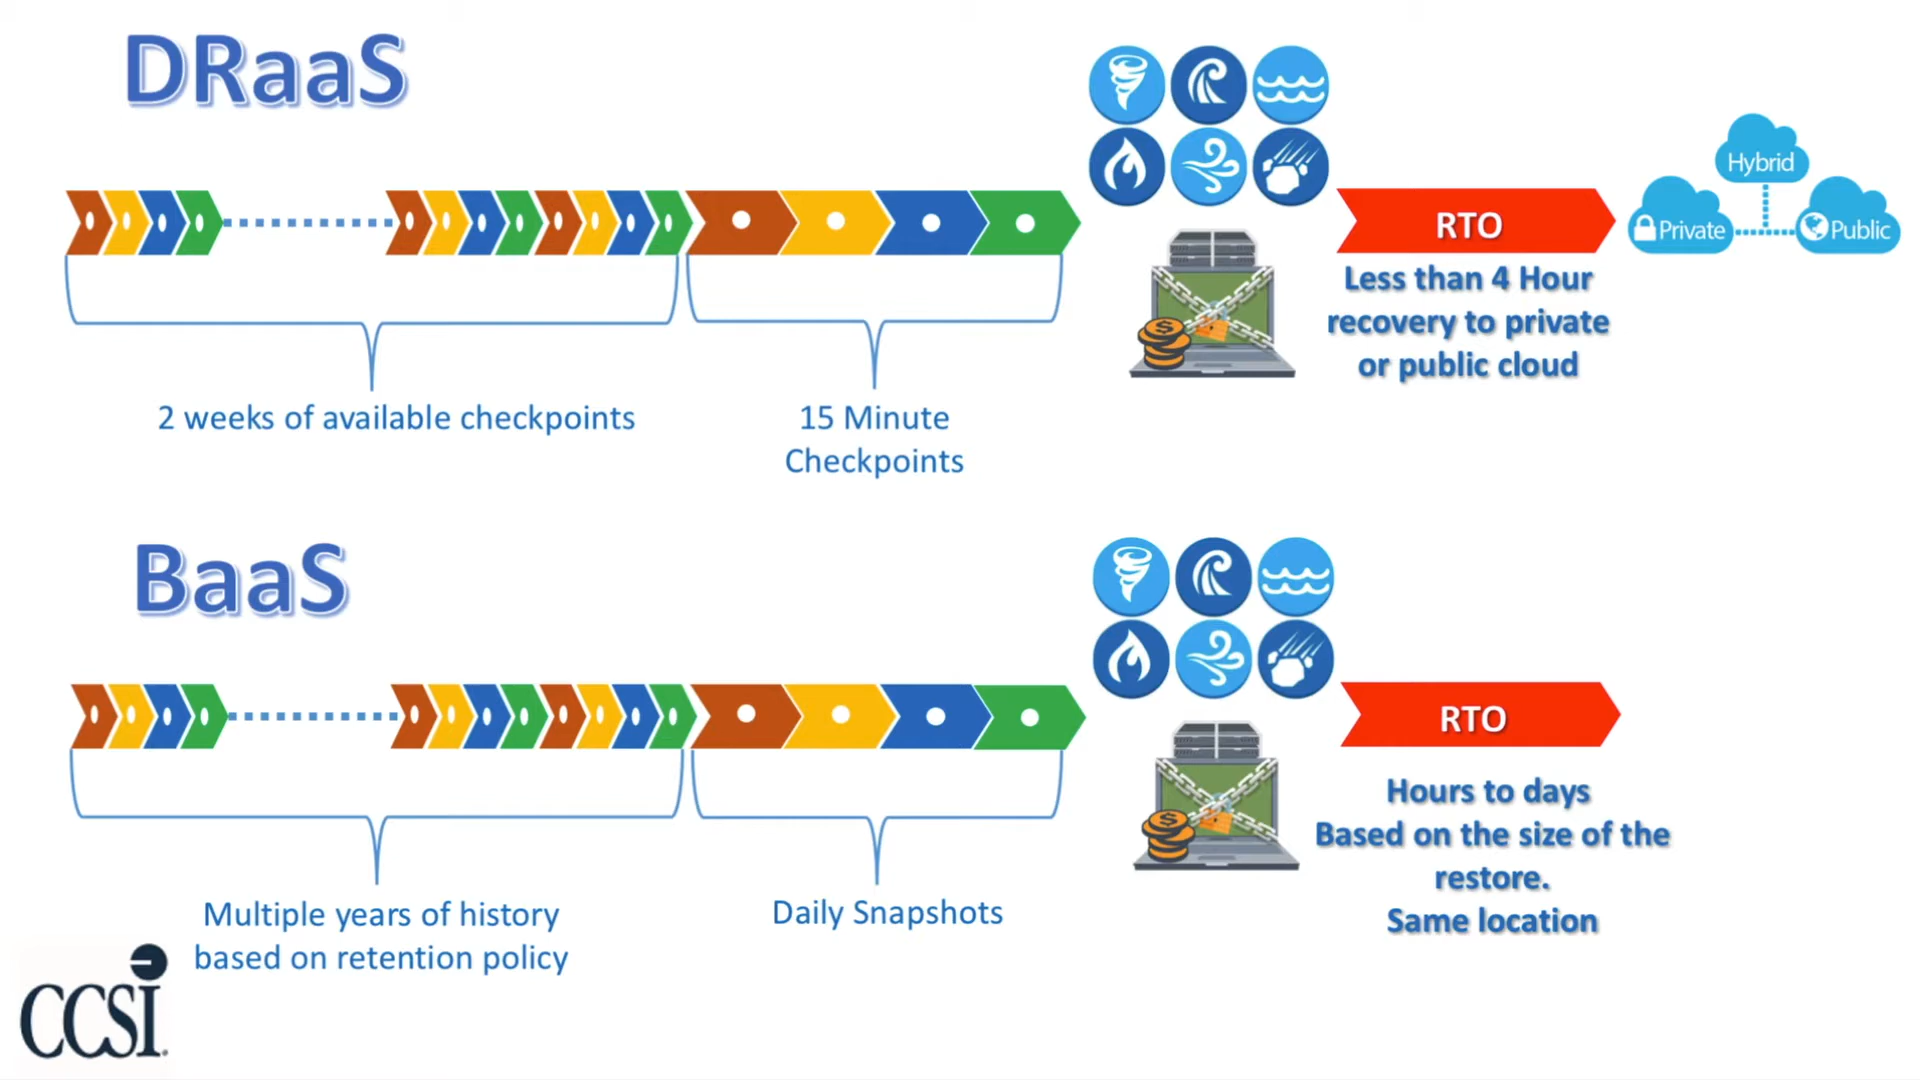 DRaaS
Hybrid
Private
Public
RTO
Less than 4 Hour
recovery to private
or public cloud
2 weeks of available checkpoints
15 Minute
Checkpoints
BaaS
RTO
Hours to days
Based on the size of the
restore.
Same location
Multiple years of history
based on retention policy
Daily Snapshots
$
$
CCSI